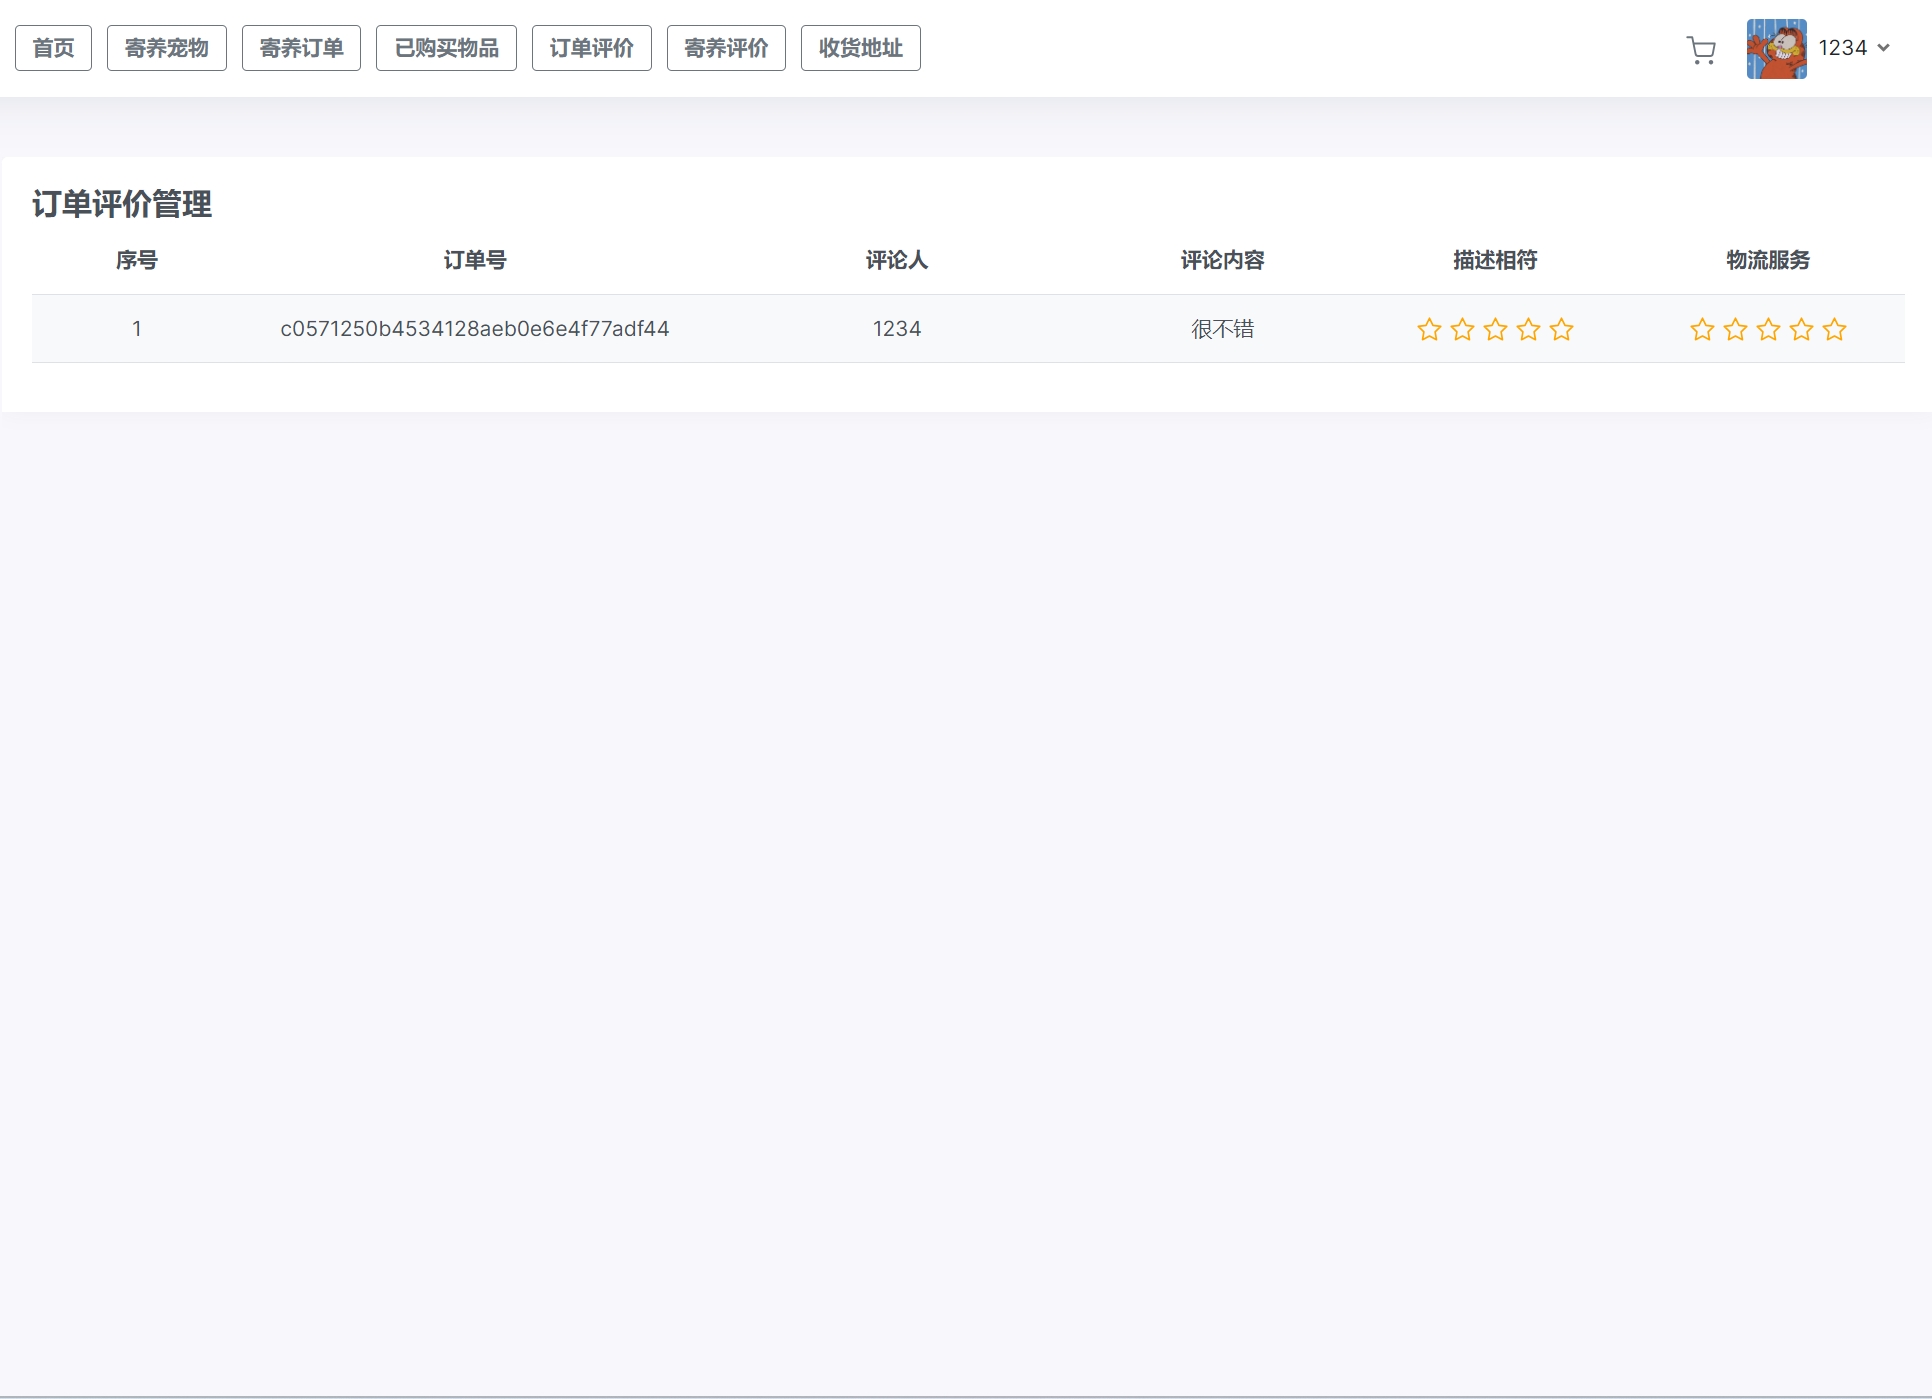 首页 寄养宠物 寄养订单 已购买物品 订单评价 寄养评价 收货地址 1234
订单评价管理
序号 订单号 评论人 评论内容 描述相符 物流服务
1 c0571250b4534128aeb0e6e4f77adf44 1234 很不错